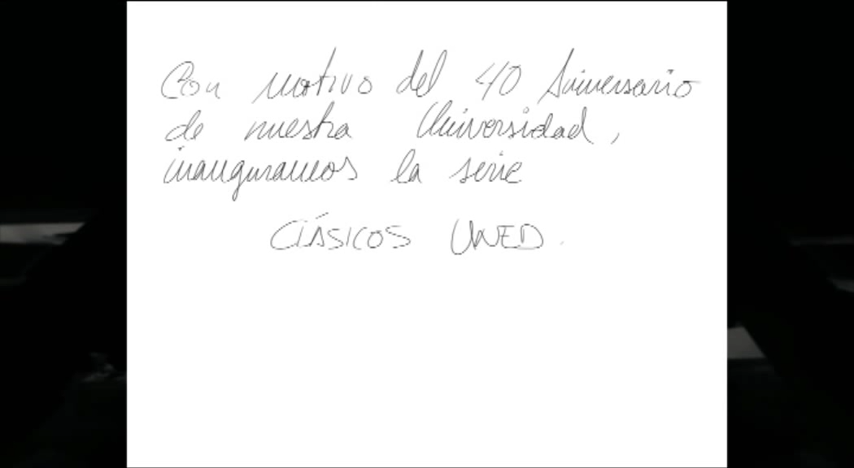 Con motivo del 40 Aniversario
de nuestra Universidad,
inauguramos la serie
CLÁSICOS UNED.